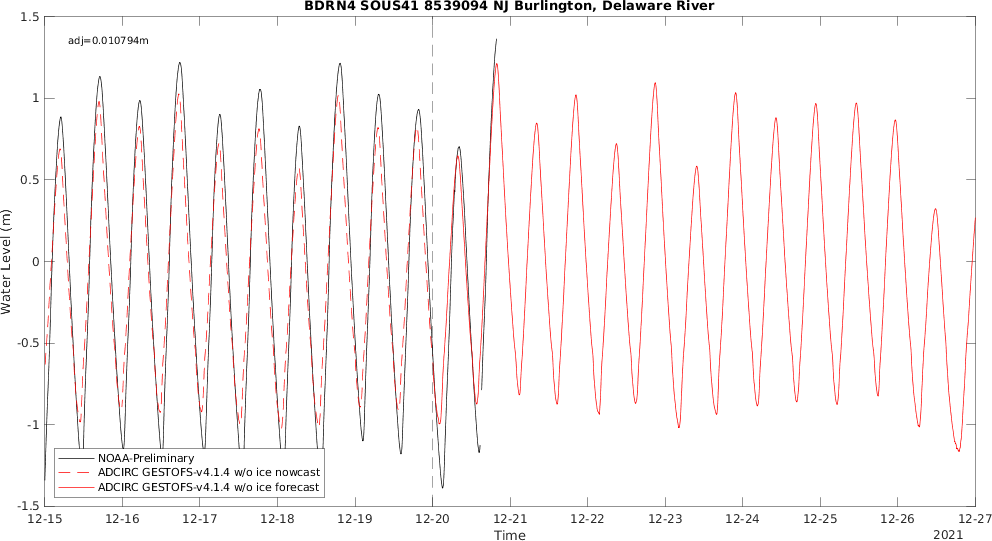 BDRN4 SOUS41 8539094 NJ Burlington, Delaware River
1.5
adj=0.010794m
1
0.5
Water Level (m)
0
-0.5
-1
NOAA-Preliminary
ADCIRC GESTOFS-v4.1.4 w/o ice nowcast
ADCIRC GESTOFS-v4.1.4 w/o ice forecast
-1.5
12-15 12-16 12-17 12-18 12-19 12-20 12-21 12-22 12-23 12-24 12-25 12-26 12-27
Time
2021